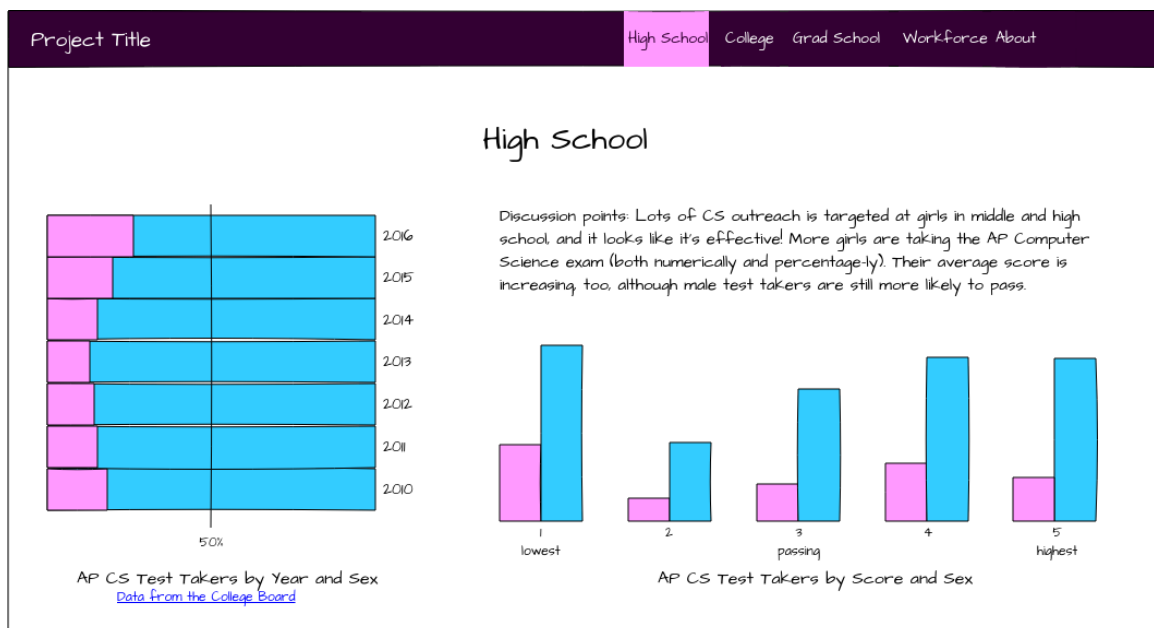 Project Title
High School College Grad School Workforce About
High School
Discussion points: Lots of CS outreach is targeted at girls in middle and high
school, and it looks like it's effective! More girls are taking the AP Computer
Science exam (both numerically and percentage-ly). Their average score is
increasing, too, although male test takers are still more likely to pass.
2016
2015
2014
2013
2012
2011
2010
50%
AP CS Test Takers by Year and Sex
Data from the College Board
1 2 3 4 5
lowest passing highest
AP CS Test Takers by Score and Sex